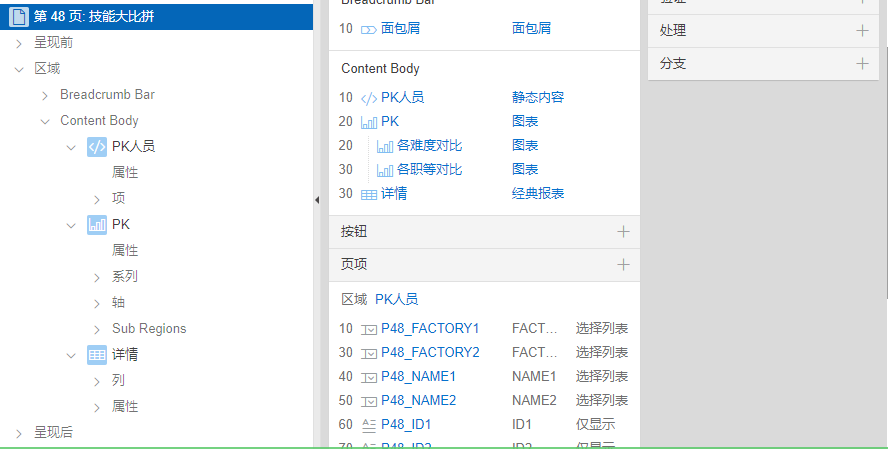 第 48 页: 技能大比拼
呈现前
区域
Breadcrumb Bar
Content Body
PK人员
属性
项
PK
属性
系列
轴
Sub Regions
详情
列
属性
呈现后
Breadcrumb Bar
10 面包屑 面包屑
Content Body
10 PK人员 静态内容
20 PK 图表
20 各难度对比 图表
30 各职等对比 图表
30 详情 经典报表
按钮
页项
区域 PK人员
10 P48_FACTORY1 FACT... 选择列表
30 P48_FACTORY2 FACT... 选择列表
40 P48_NAME1 NAME1 选择列表
50 P48_NAME2 NAME2 选择列表
60 P48_ID1 ID1 仅显示
70 P48_ID2 ID2 仅显示
处理
分支